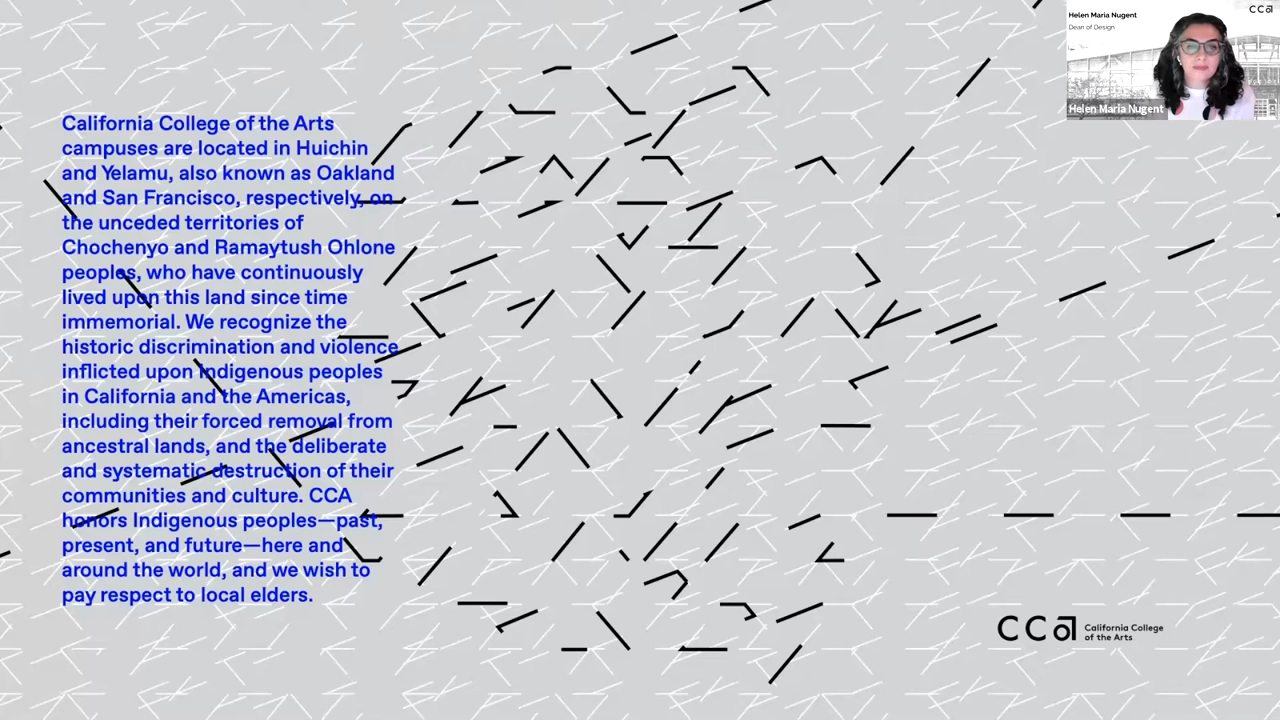 California College of the Arts
campuses are located in Huichin
and Yelamu, also known as Oakland
and San Francisco, respectively, on
the unceded territories of
Chochenyo and Ramaytush Ohlone
peoples, who have continuously
lived upon this land since time
immemorial. We recognize the
historic discrimination and violence
inflicted upon Indigenous peoples
in California and the Americas,
including their forced removal from
ancestral lands, and the deliberate
and systematic destruction of their
communities and culture. CCA
honors Indigenous peoples—past,
present, and future—here and
around the world, and we wish to
pay respect to local elders.
Helen Maria Nugent
Dean of Design
cca
Helen Maria Nugent
cca
California College
of the Arts